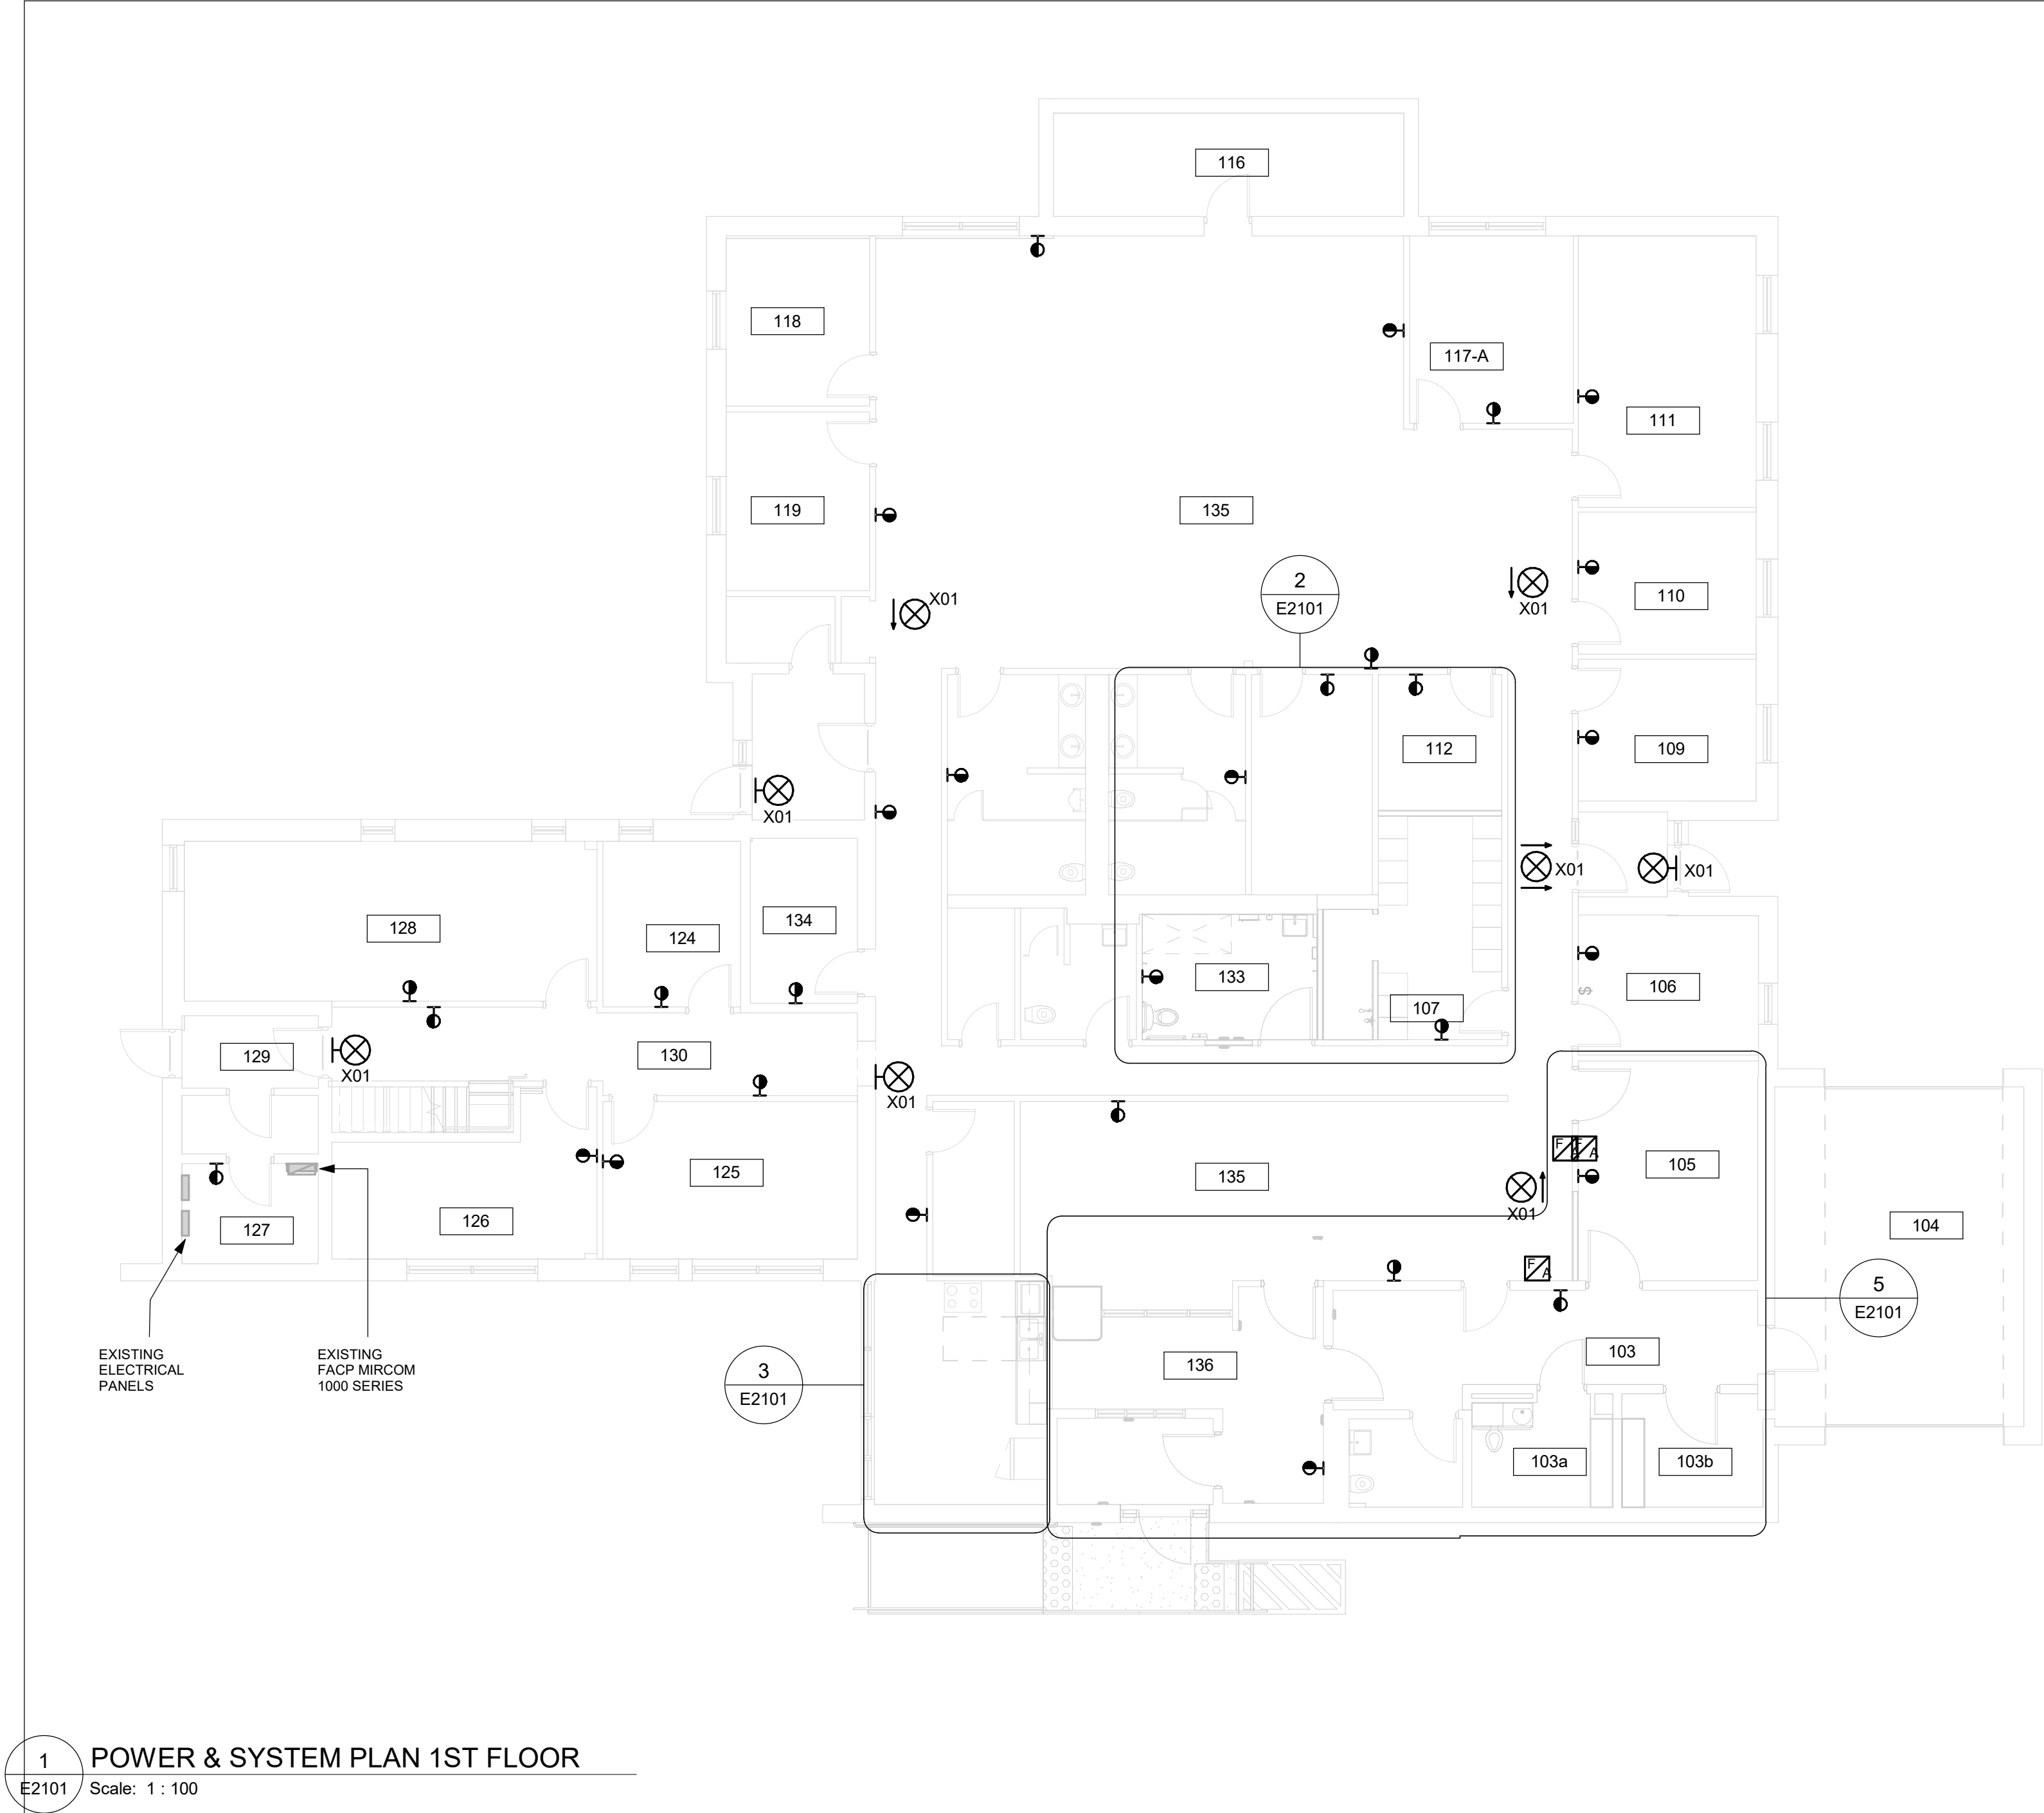 116
118
117-A
111
119
135
2
E2101
110
X01
X01
X01
112
109
X01
X01
128
124
134
133
107
106
129
X01
130
X01
F
A
F
A
105
125
135
X01
126
127
104
F
A
5
E2101
EXISTING
ELECTRICAL
PANELS
EXISTING
FACP MIRCOM
1000 SERIES
3
E2101
136
103
103a
103b
$
1
E2101
POWER & SYSTEM PLAN 1ST FLOOR
Scale: 1 : 100